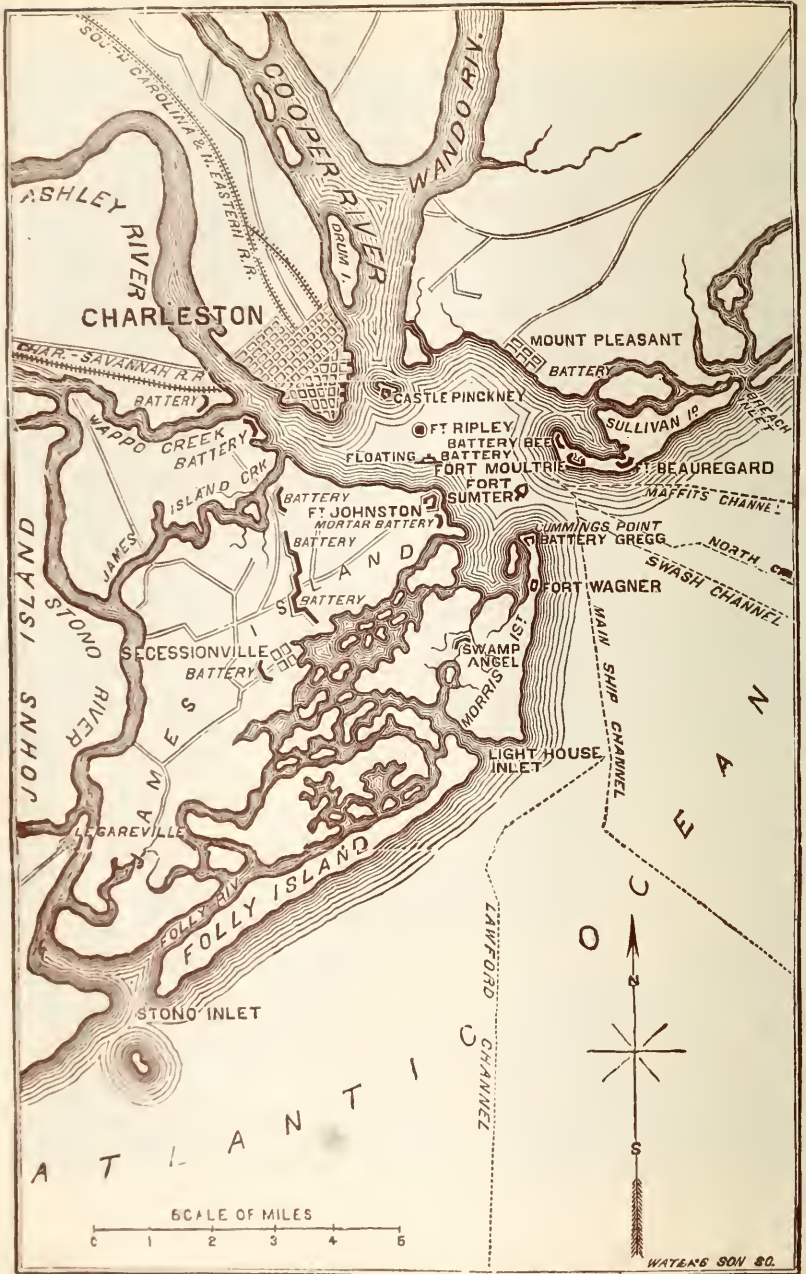 SOUTH CAROLINA & N. EASTERN R.R.
COOPER RIVER
WANDO RIV.
ASHLEY RIVER
DRUM I.
CHARLESTON
MOUNT PLEASANT
CHAR.-SAVANNAH R.R
BATTERY
BATTERY
CASTLE PINCKNEY
SULLIVAN ID
BREACH INLET
WAPPO CREEK
BATTERY
FT RIPLEY
BATTERY BEE
FLOATING BATTERY
FORT MOULTRIE
FT. BEAUREGARD
FORT SUMTER
MAFFITS CHANNEL
JAMES ISLAND CRK
BATTERY
FT JOHNSTON
MORTAR BATTERY
BATTERY
CUMMINGS POINT
BATTERY GREGG
NORTH
SWASH CHANNEL
BATTERY
FORT WAGNER
JOHNS ISLAND
STONO RIVER
SECESSIONVILLE
BATTERY
JAMES ISLAND
SWAMP ANGEL
MORRIS IST
MAIN SHIP CHANNEL
LIGHT HOUSE INLET
LEGAREVILLE
FOLLY RIV.
FOLLY ISLAND
LAWFORD CHANNEL
STONO INLET
ATLANTIC OCEAN
N
S
SCALE OF MILES
0 1 2 3 4 5
WATERS SON SC.